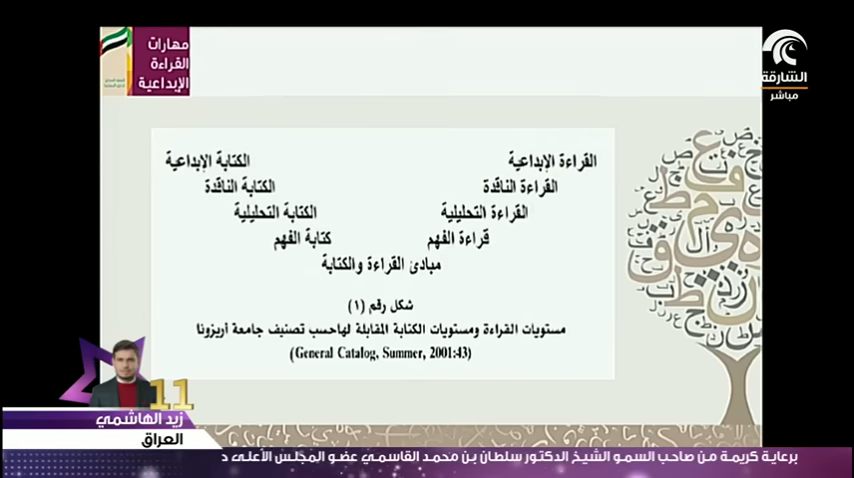 مهارات
القراءة
الإبداعية
الشارقة
مباشر
القراءة الإبداعية الكتابة الإبداعية
القراءة الناقدة الكتابة الناقدة
القراءة التحليلية الكتابة التحليلية
قراءة الفهم كتابة الفهم
مبادئ القراءة والكتابة
شكل رقم (١)
مستويات القراءة ومستويات الكتابة المقابلة لهاحسب تصنيف جامعة أريزونا
(General Catalog, Summer, 2001:43)
11
زيد الهاشمي
العراق
برعاية كريمة من صاحب السمو الشيخ الدكتور سلطان بن محمد القاسمي عضو المجلس الأعلى